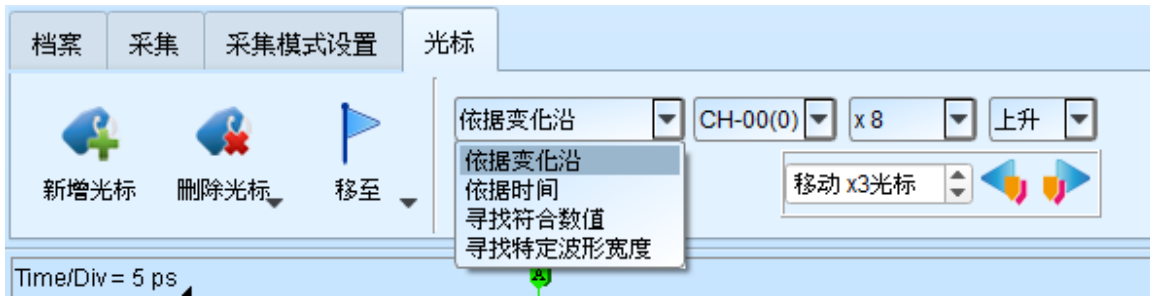 档案 采集 采集模式设置 光标
依据变化沿 CH-00(0) x 8 上升
依据变化沿
依据时间
寻找符合数值
寻找特定波形宽度
移动 x3光标
新增光标 删除光标 移至
Time/Div = 5 ps
A